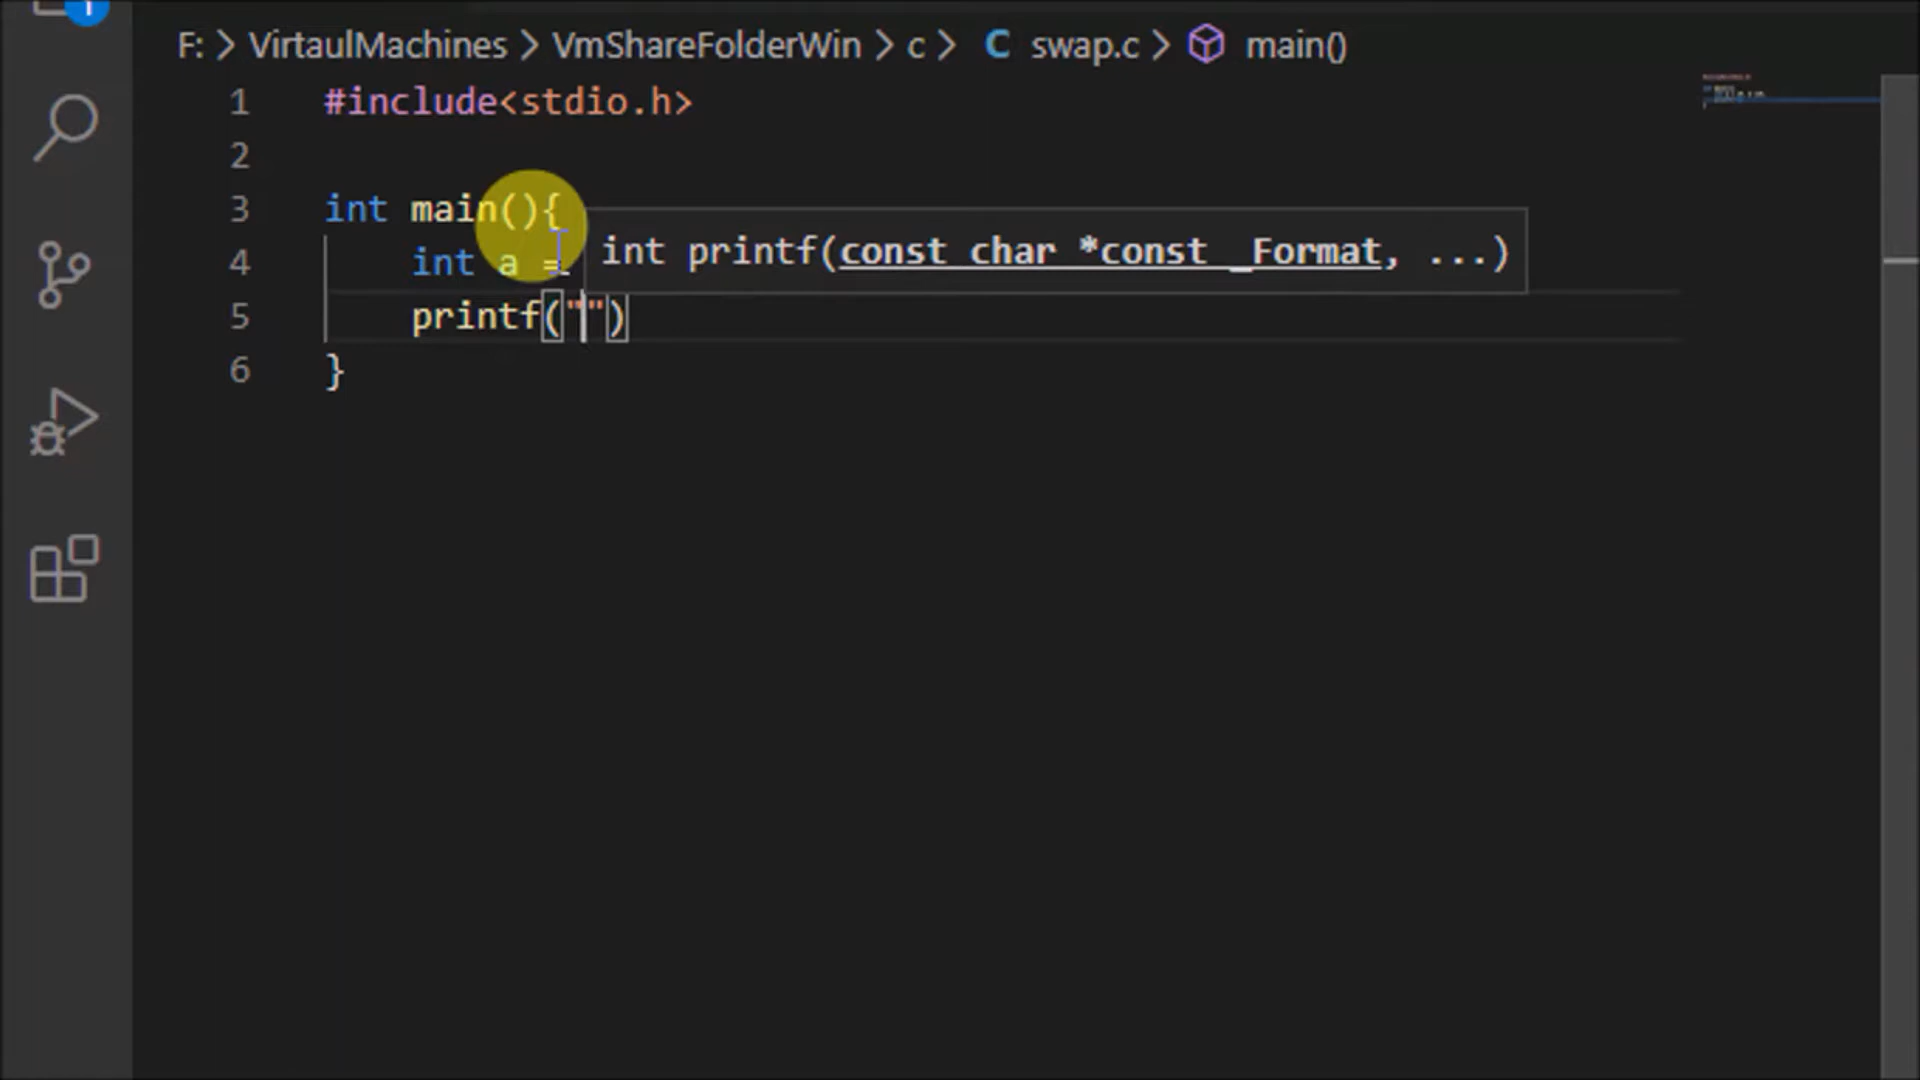 F: > VirtaulMachines > VmShareFolderWin > c > C swap.c > main()
1 #include<stdio.h>
2
3 int main(){
4 int a =
int printf(const char *const _Format, ...)
5 printf("")
6 }